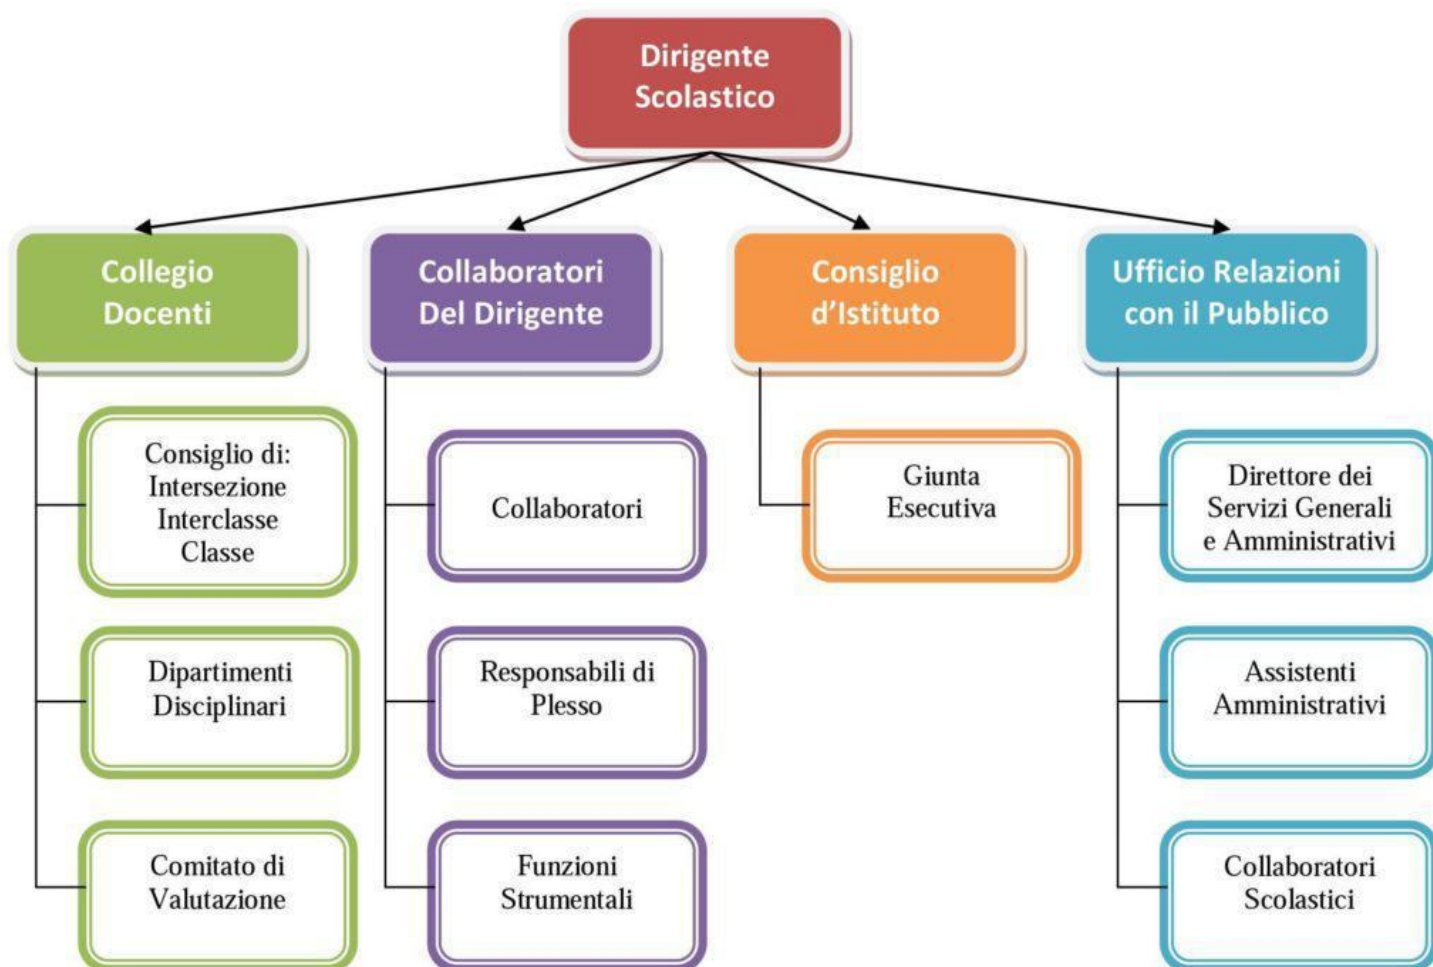 Dirigente
Scolastico
Collegio
Docenti
Collaboratori
Del Dirigente
Consiglio
d’Istituto
Ufficio Relazioni
con il Pubblico
Consiglio di:
Intersezione
Interclasse
Classe
Dipartimenti
Disciplinari
Comitato di
Valutazione
Collaboratori
Responsabili di
Plesso
Funzioni
Strumentali
Giunta
Esecutiva
Direttore dei
Servizi Generali
e Amministrativi
Assistenti
Amministrativi
Collaboratori
Scolastici